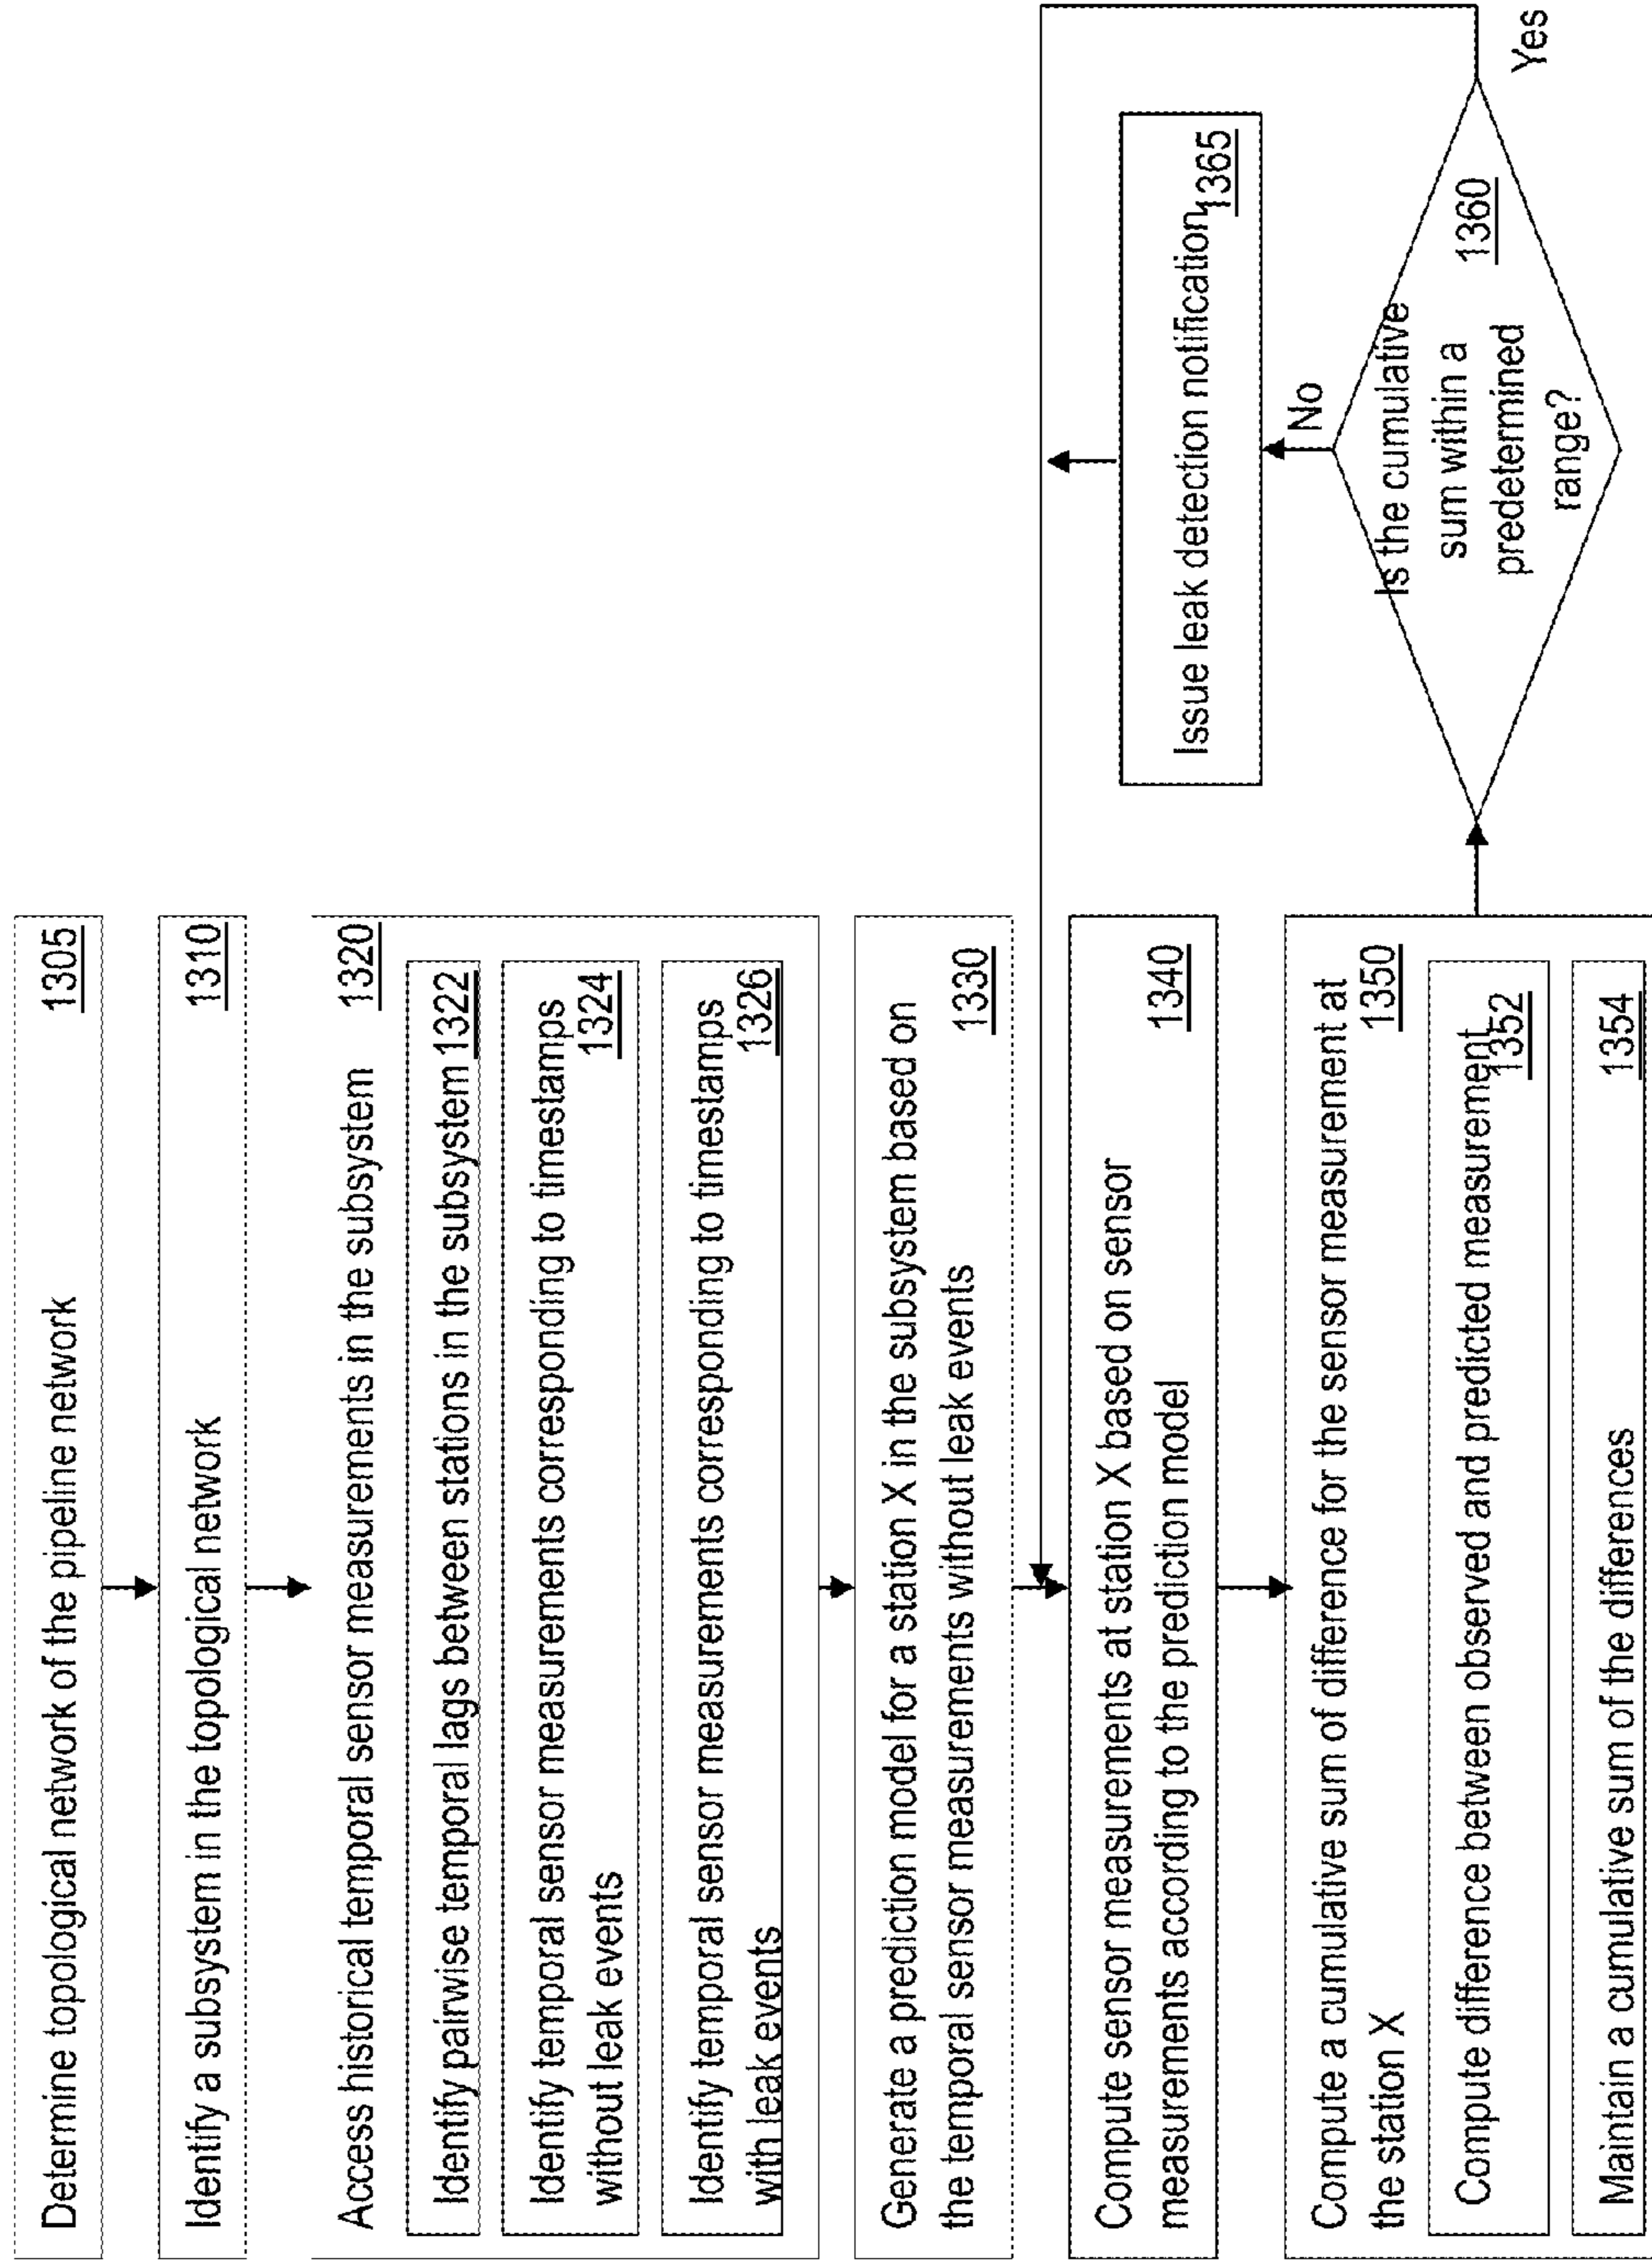 Determine topological network of the pipeline network
1305
Identify a subsystem in the topological network
1310
Access historical temporal sensor measurements in the subsystem
1320
Identify pairwise temporal lags between stations in the subsystem 1322
Identify temporal sensor measurements corresponding to timestamps
without leak events
1324
Identify temporal sensor measurements corresponding to timestamps
with leak events
1326
Generate a prediction model for a station X in the subsystem based on
the temporal sensor measurements without leak events
1330
Compute sensor measurements at station X based on sensor
measurements according to the prediction model
1340
Compute a cumulative sum of difference for the sensor measurement at
the station X
1350
Compute difference between observed and predicted measurement
1352
Maintain a cumulative sum of the differences
1354
Issue leak detection notification
1365
No
Is the cumulative
sum within a
predetermined
range?
1360
Yes